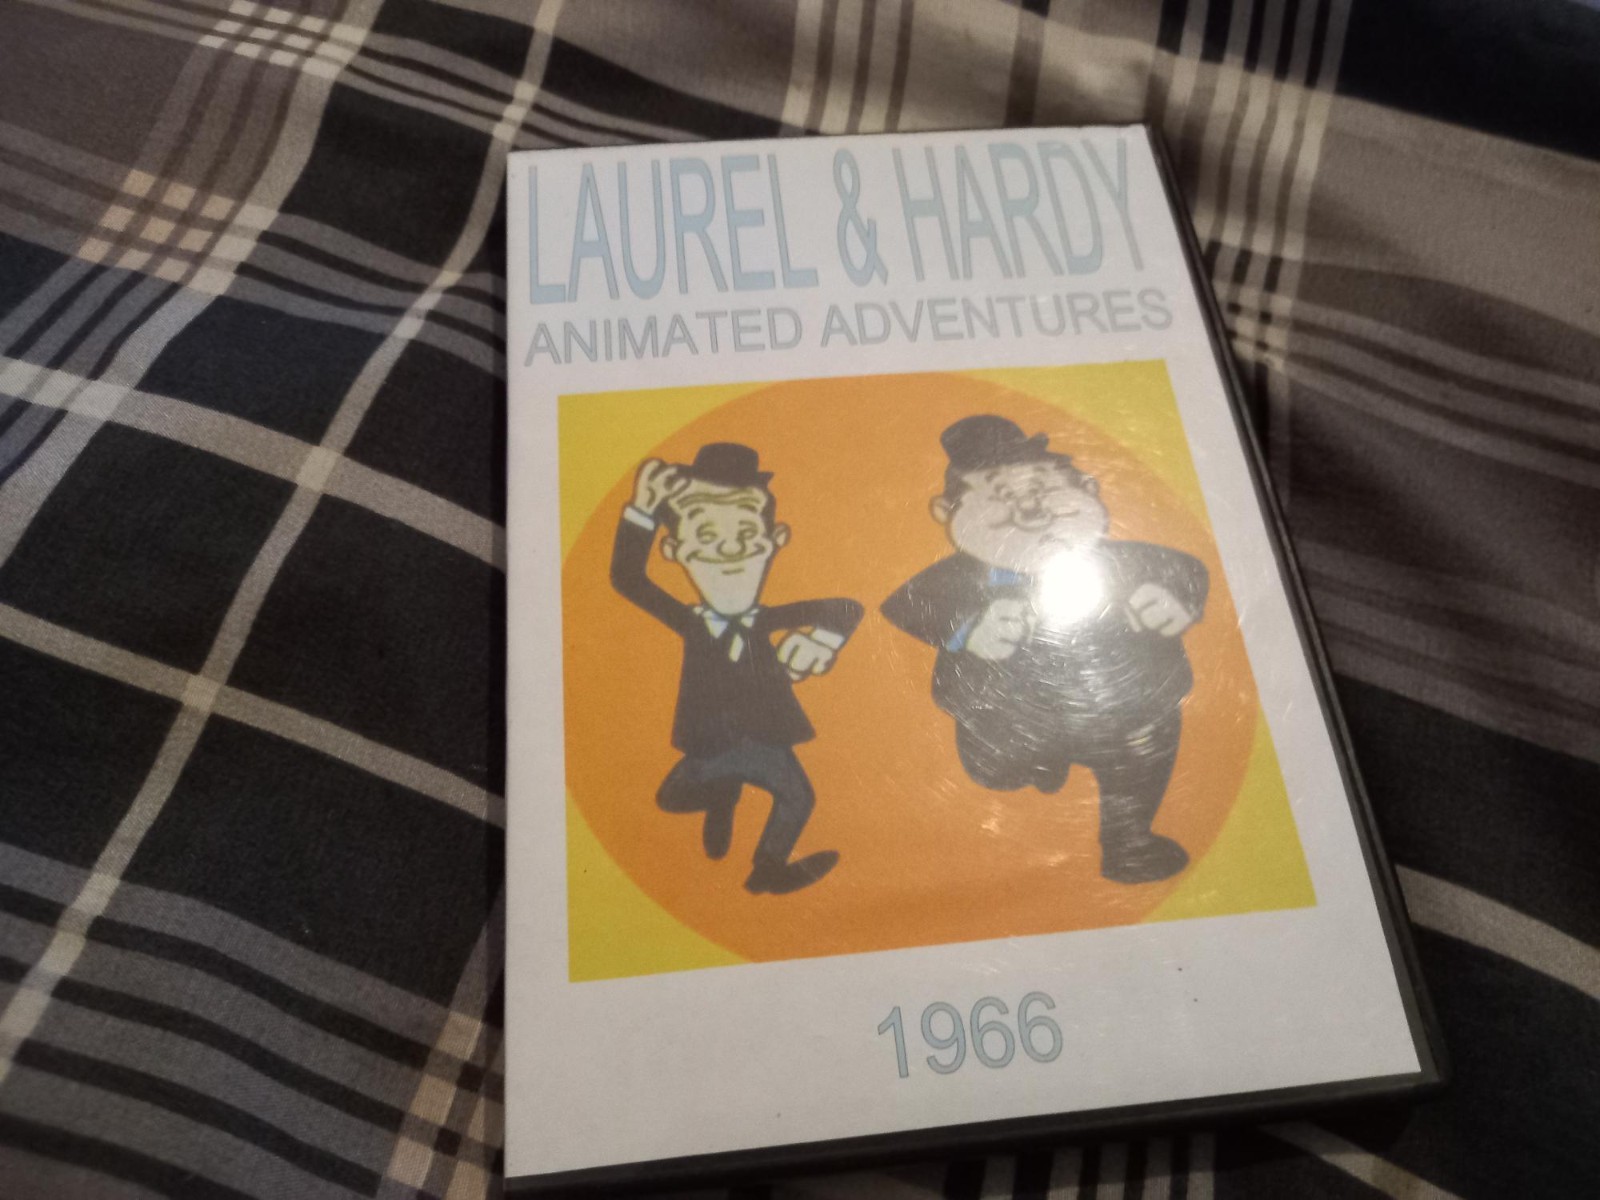 LAUREL & HARDY
ANIMATED ADVENTURES
1966